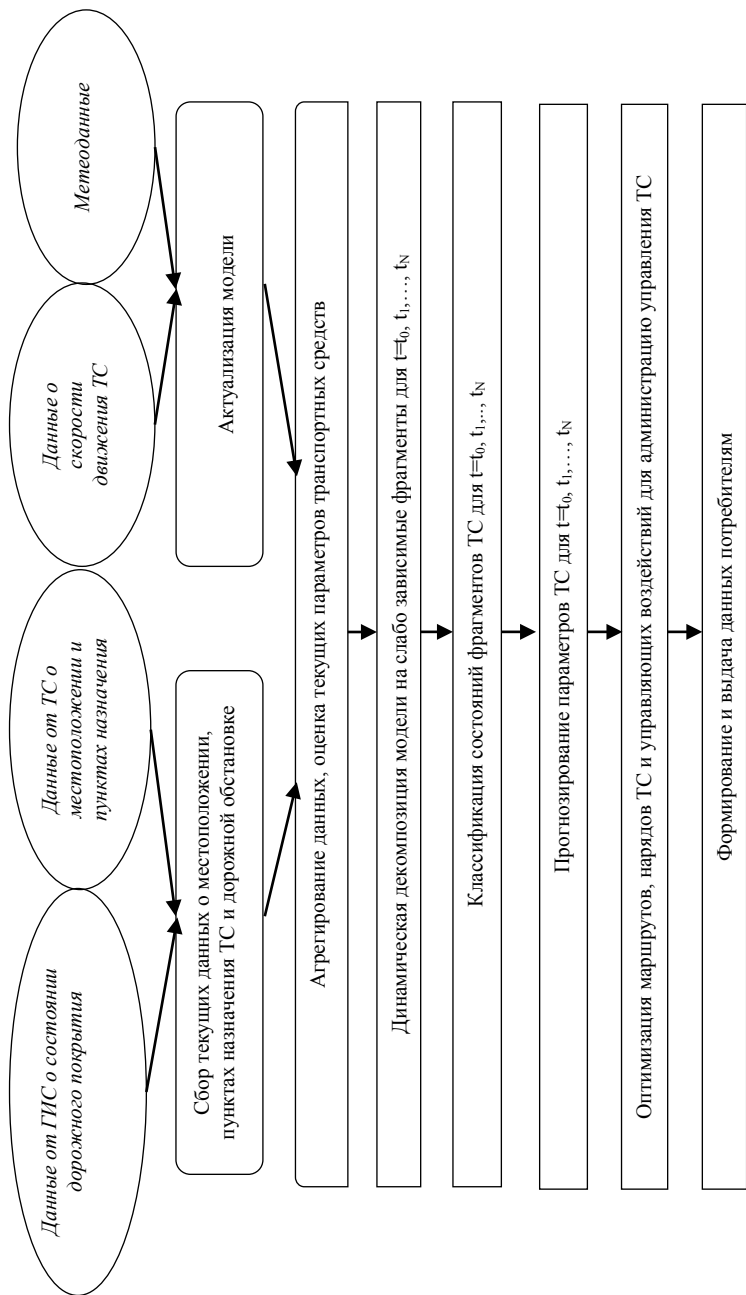 Данные от ГИС о состоянии
дорожного покрытия
Данные от ТС о
местоположении и
пунктах назначения
Данные о
скорости
движения ТС
Метеоданные
Сбор текущих данных о местоположении,
пунктах назначения ТС и дорожной обстановке
Актуализация модели
Агрегирование данных, оценка текущих параметров транспортных средств
Динамическая декомпозиция модели на слабо зависимые фрагменты для t=t₀, t₁,…, t_N
Классификация состояний фрагментов ТС для t=t₀, t₁,.., t_N
Прогнозирование параметров ТС для t=t₀, t₁,…, t_N
Оптимизация маршрутов, нарядов ТС и управляющих воздействий для администрацию управления ТС
Формирование и выдача данных потребителям